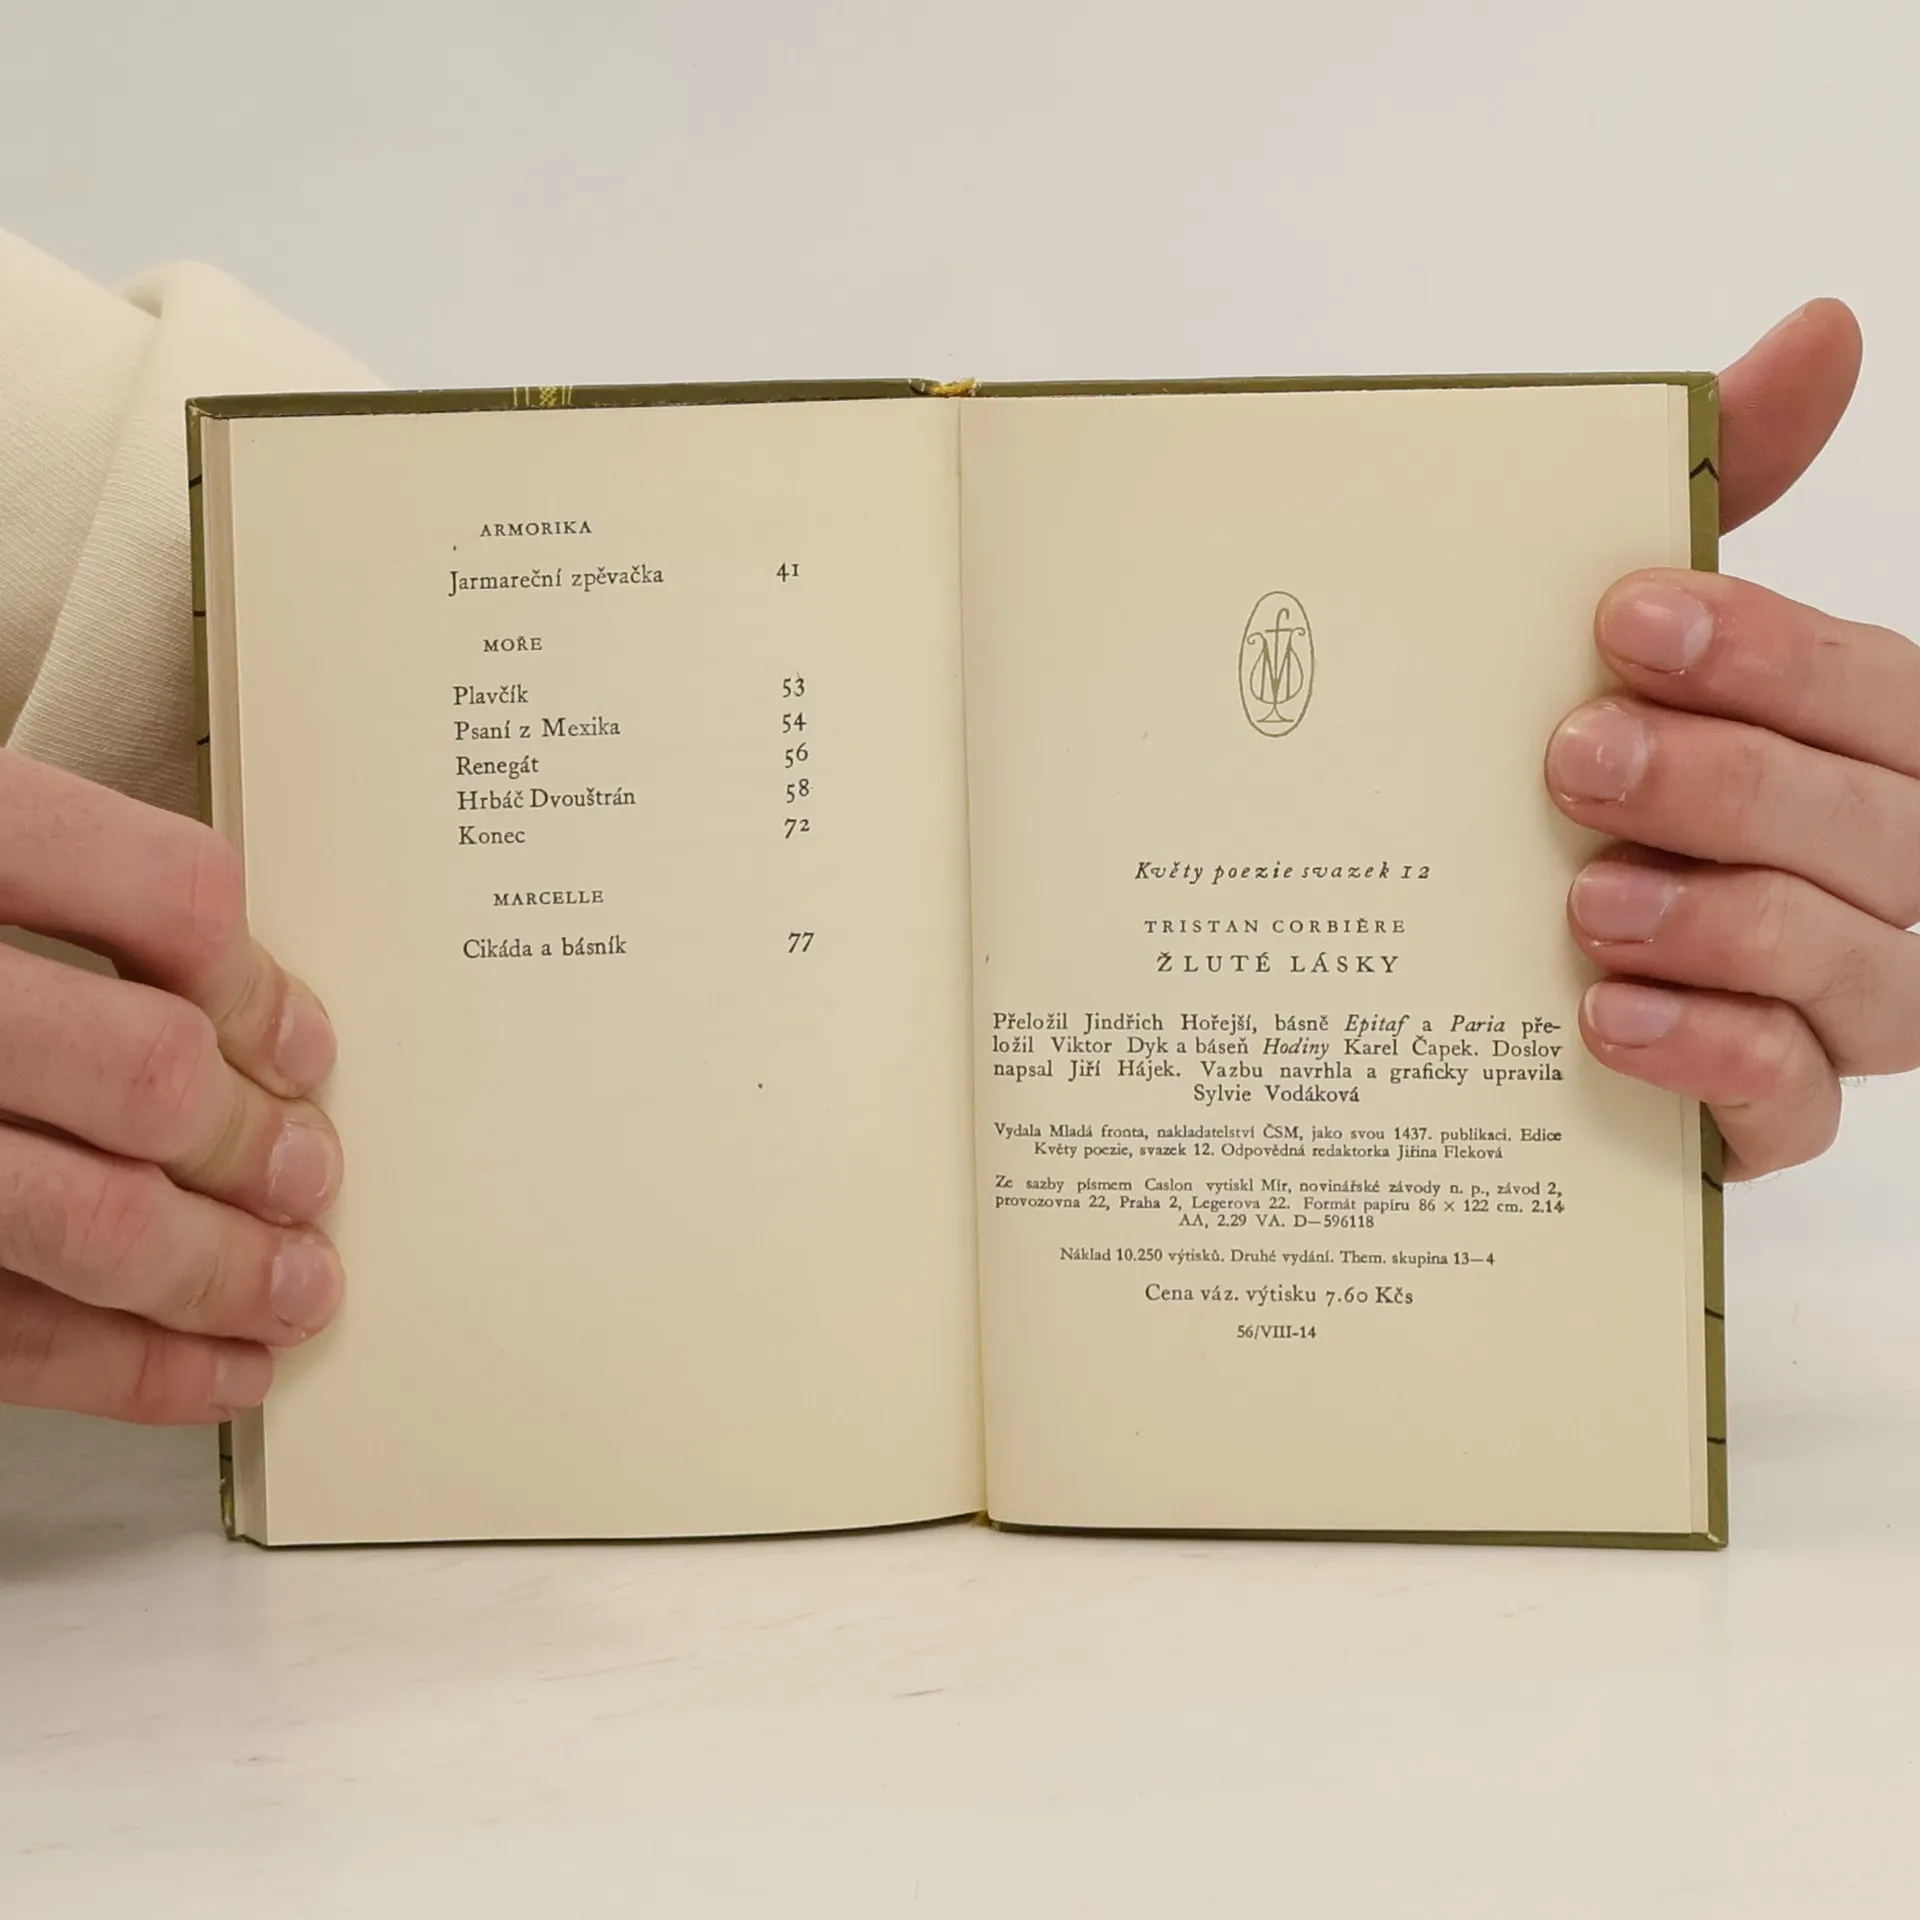 ARMORIKA
Jarmareční zpěvačka 41
MOŘE
Plavčík 53
Psaní z Mexika 54
Renegát 56
Hrbáč Dvouštrán 58
Konec 72
MARCELLE
Cikáda a básník 77
Květy poezie svazek 12
TRISTAN CORBIÈRE
ŽLUTÉ LÁSKY
Přeložil Jindřich Hořejší, básně Epitaf a Paria pře-
ložil Viktor Dyk a báseň Hodiny Karel Čapek. Doslov
napsal Jiří Hájek. Vazbu navrhla a graficky upravila
Sylvie Vodáková
Vydala Mladá fronta, nakladatelství ČSM, jako svou 1437. publikaci. Edice
Květy poezie, svazek 12. Odpovědná redaktorka Jiřina Fleková
Ze sazby písmem Caslon vytiskl Mír, novinářské závody n. p., závod 2,
provozovna 22, Praha 2, Legerova 22. Formát papíru 86 × 122 cm. 2.14
AA, 2.29 VA. D—596118
Náklad 10.250 výtisků. Druhé vydání. Them. skupina 13—4
Cena váz. výtisku 7.60 Kčs
56/VIII-14